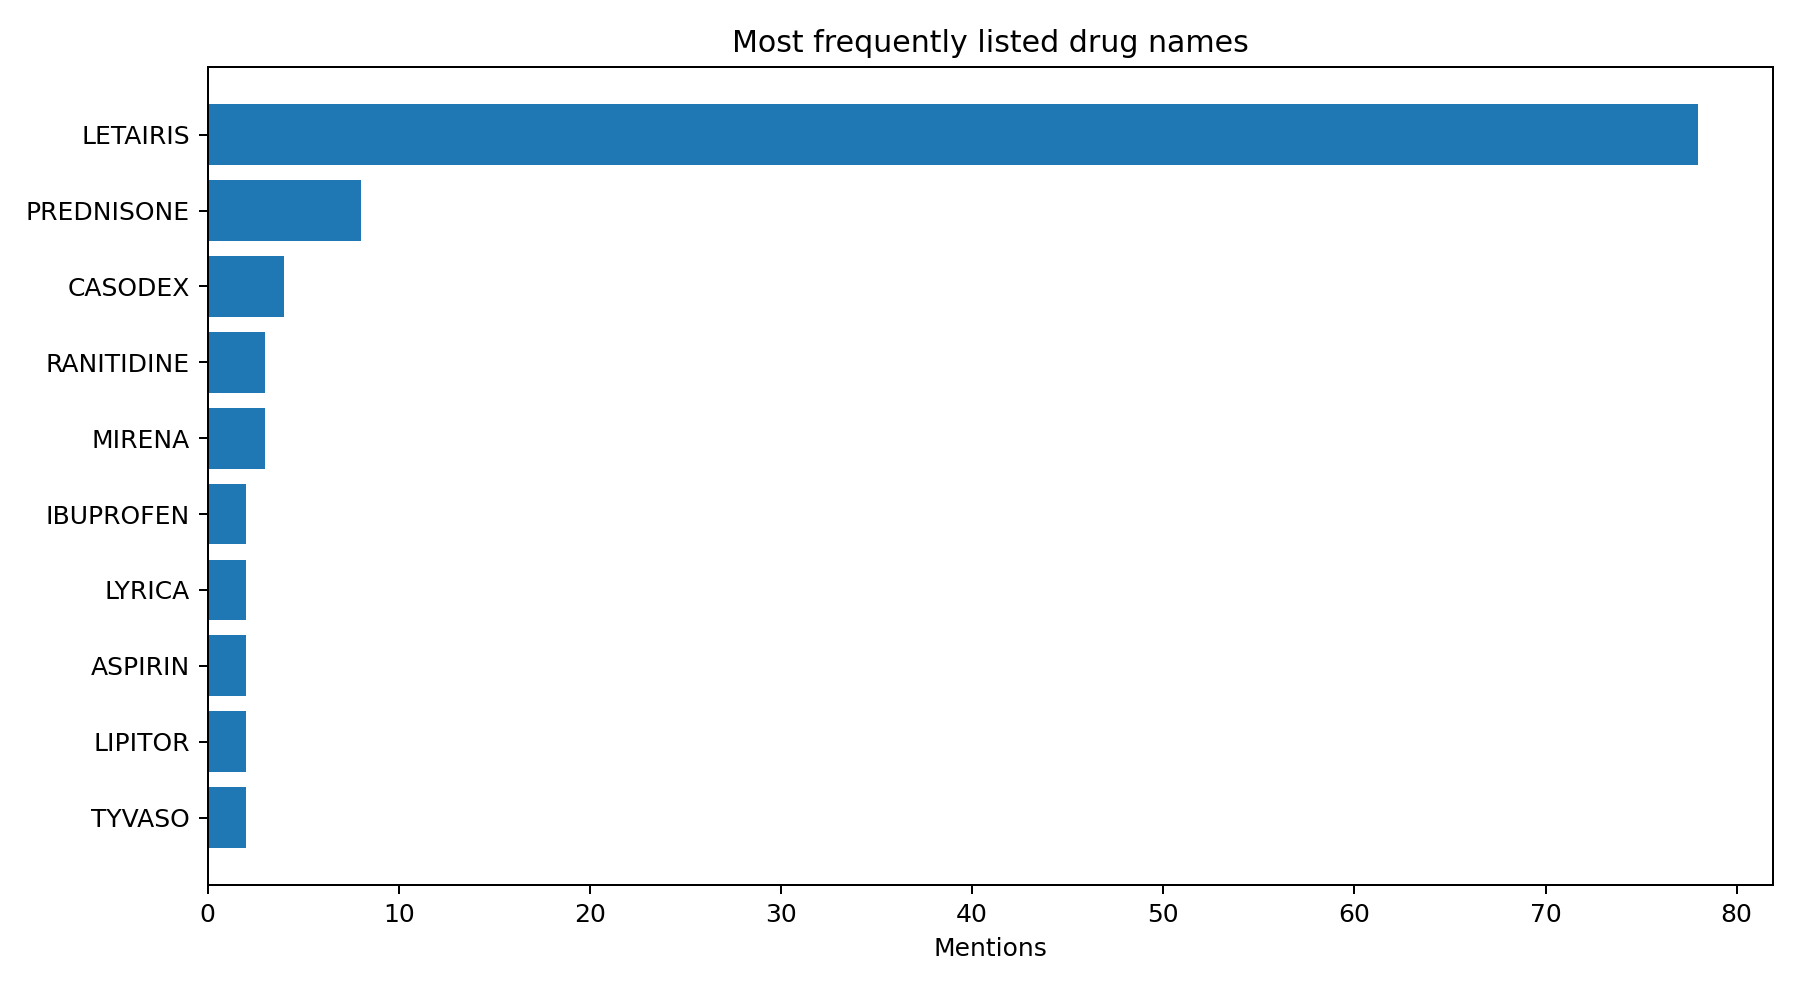 Most frequently listed drug names
LETAIRIS
PREDNISONE
CASODEX
RANITIDINE
MIRENA
IBUPROFEN
LYRICA
ASPIRIN
LIPITOR
TYVASO
0 10 20 30 40 50 60 70 80
Mentions